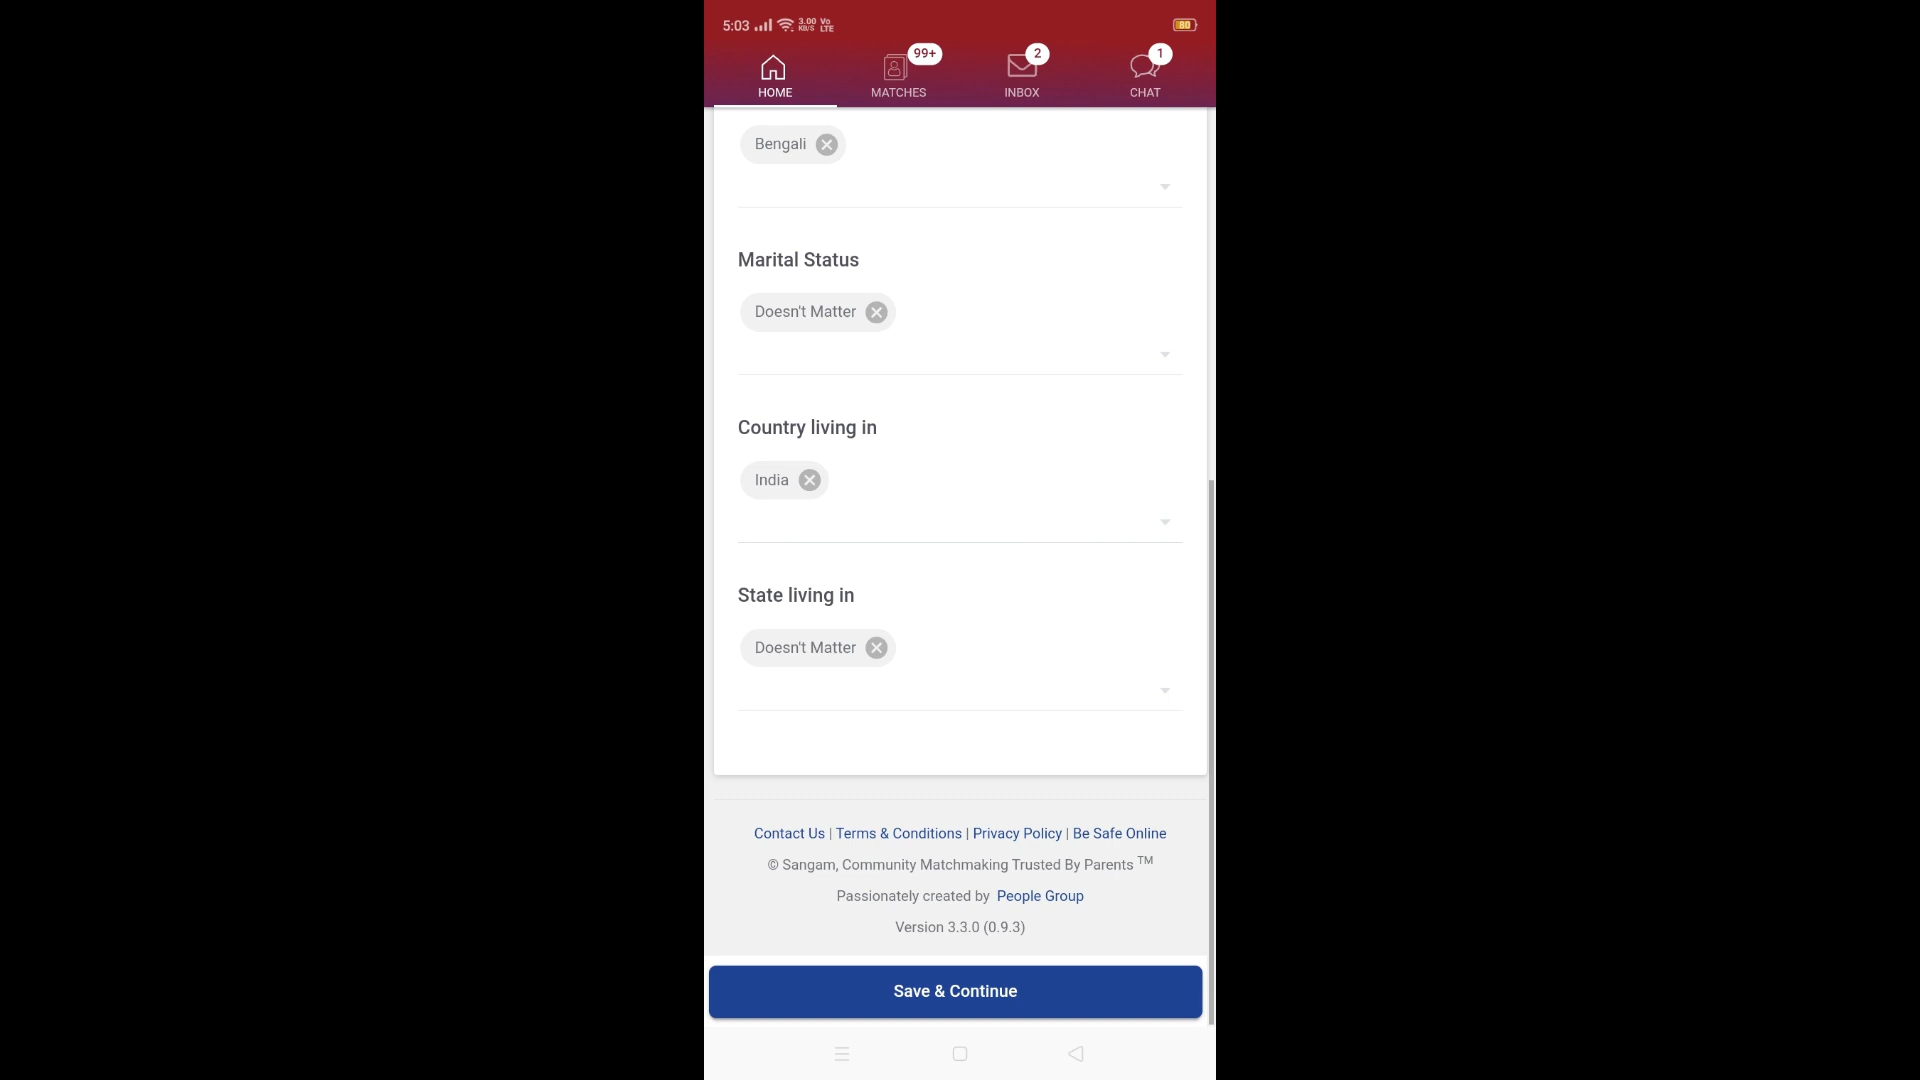 5:03 3.00 KB/S Vo LTE 80
99+ 2 1
HOME MATCHES INBOX CHAT
Bengali
Marital Status
Doesn't Matter
Country living in
India
State living in
Doesn't Matter
Contact Us | Terms & Conditions | Privacy Policy | Be Safe Online
© Sangam, Community Matchmaking Trusted By Parents TM
Passionately created by People Group
Version 3.3.0 (0.9.3)
Save & Continue